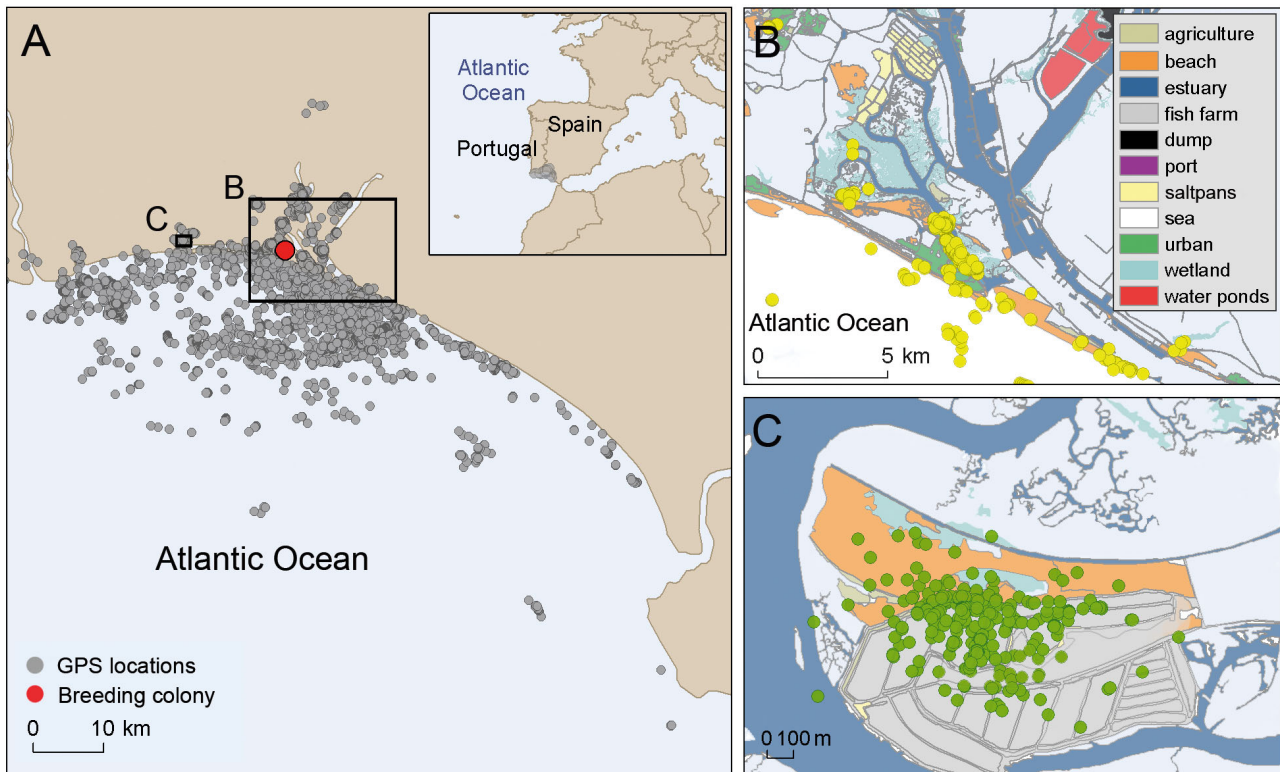 A
Atlantic
Ocean
Spain
Portugal
B
C
Atlantic Ocean
GPS locations
Breeding colony
0 10 km
B
agriculture
beach
estuary
fish farm
dump
port
saltpans
sea
urban
wetland
water ponds
Atlantic Ocean
0 5 km
C
0 100 m